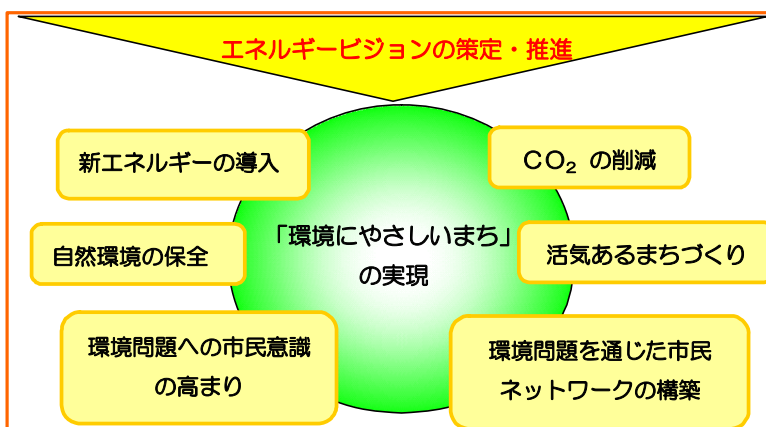 エネルギービジョンの策定・推進
新エネルギーの導入
CO₂ の削減
「環境にやさしいまち」
の実現
自然環境の保全
活気あるまちづくり
環境問題への市民意識
の高まり
環境問題を通じた市民
ネットワークの構築